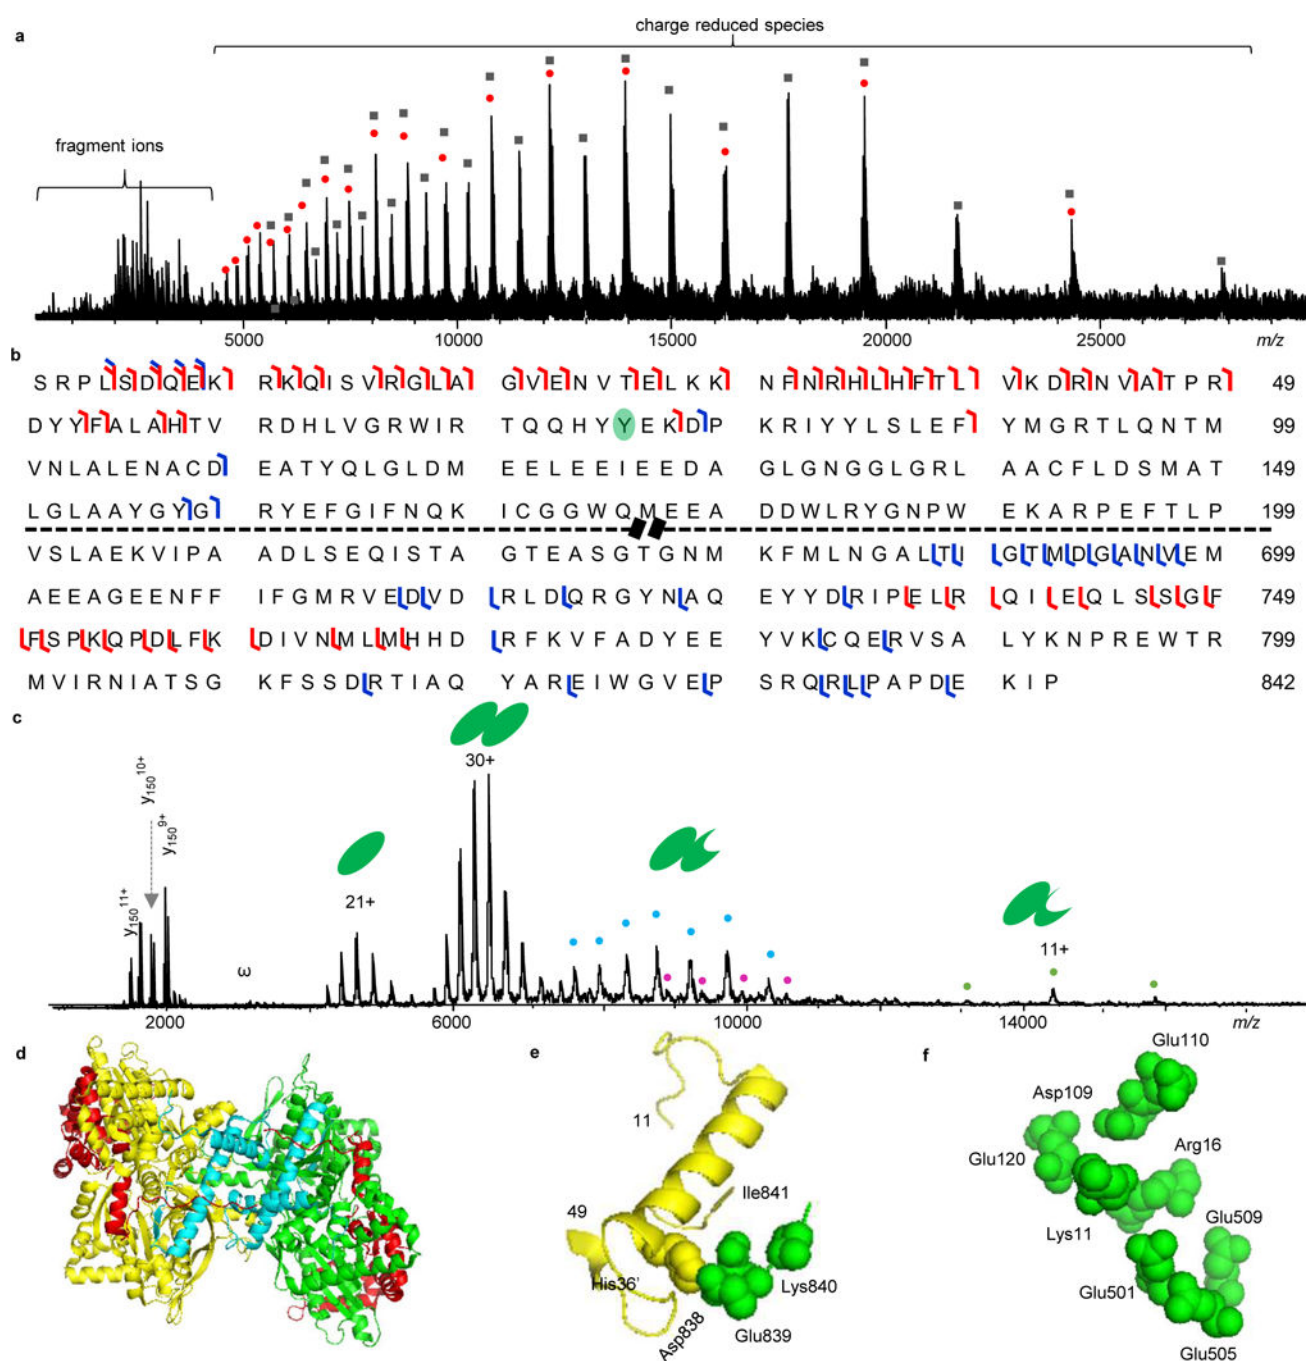 a
charge reduced species
fragment ions
5000 10000 15000 20000 25000 m/z
b
S R P L S D Q E K R K Q I S V R G L A G V E N V T E L K K N F N R H L H F T L V K D R N V A T P R 49
D Y Y F A L A H T V R D H L V G R W I R T Q Q H Y Y E K D P K R I Y Y L S L E F Y M G R T L Q N T M 99
V N L A L E N A C D E A T Y Q L G L D M E E L E E I E E D A G L G N G G L G R L A A C F L D S M A T 149
L G L A A Y G Y G R Y E F G I F N Q K I C G G W Q M E E A D D W L R Y G N P W E K A R P E F T L P 199
V S L A E K V I P A A D L S E Q I S T A G T E A S G T G N M K F M L N G A L T I G T M D G A N V E M 699
A E E A G E E N F F I F G M R V E D V D R L D Q R G Y N A Q E Y Y D R I P E L R Q I E Q L S S G F 749
F S P K Q P D L F K D I V N M L M H H D R F K V F A D Y E E Y V K C Q E R V S A L Y K N P R E W T R 799
M V I R N I A T S G K F S S D R T I A Q Y A R E I W G V E P S R Q R L P A P D E K I P 842
c
y150 10+
y150 9+
y150 11+
30+
21+
11+
ω
2000 6000 10000 14000 m/z
d
e
f
11
49
Ile841
His36'
Lys840
Asp838
Glu839
Glu110
Asp109
Arg16
Glu120
Lys11
Glu509
Glu501
Glu505